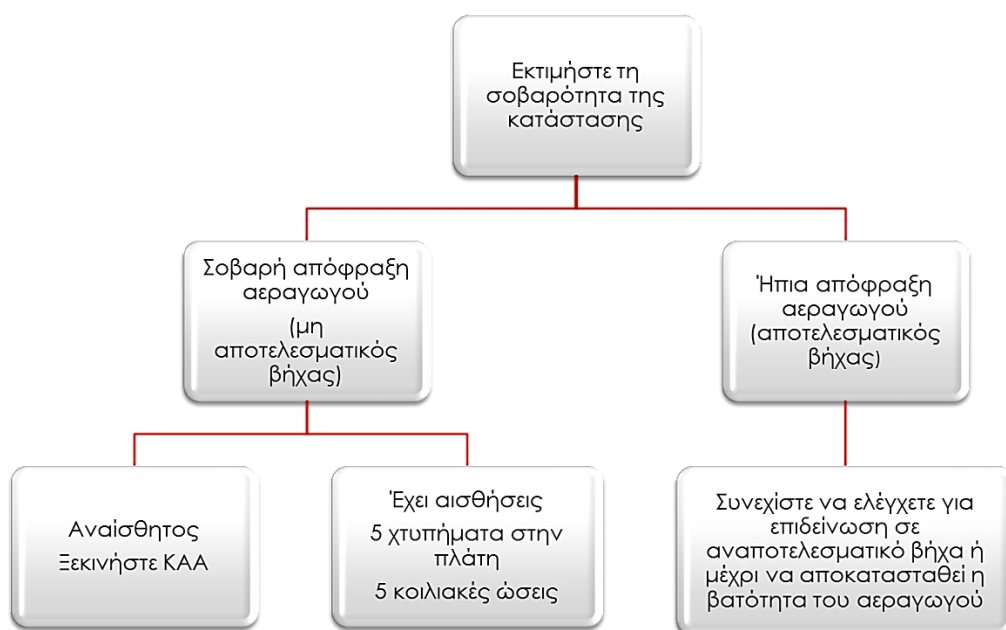 Εκτιμήστε τη
σοβαρότητα της
κατάστασης
Σοβαρή απόφραξη
αεραγωγού
(μη
αποτελεσματικός
βήχας)
Ήπια απόφραξη
αεραγωγού
(αποτελεσματικός
βήχας)
Αναίσθητος
Ξεκινήστε ΚΑΑ
Έχει αισθήσεις
5 χτυπήματα στην
πλάτη
5 κοιλιακές ώσεις
Συνεχίστε να ελέγχετε για
επιδείνωση σε
αναποτελεσματικό βήχα ή
μέχρι να αποκατασταθεί η
βατότητα του αεραγωγού